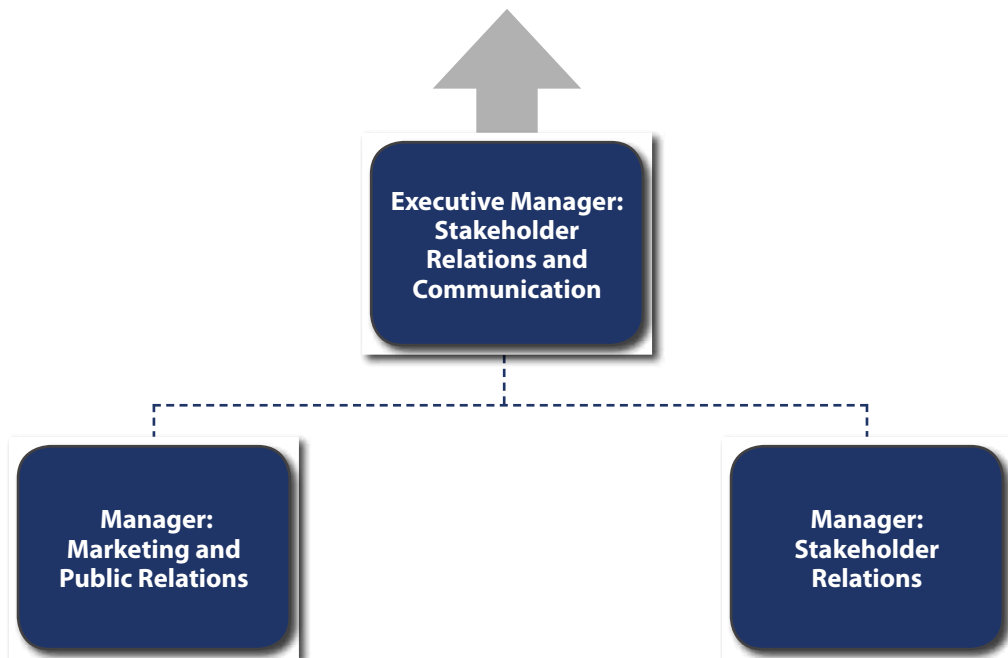 Executive Manager:
Stakeholder
Relations and
Communication
Manager:
Marketing and
Public Relations
Manager:
Stakeholder
Relations